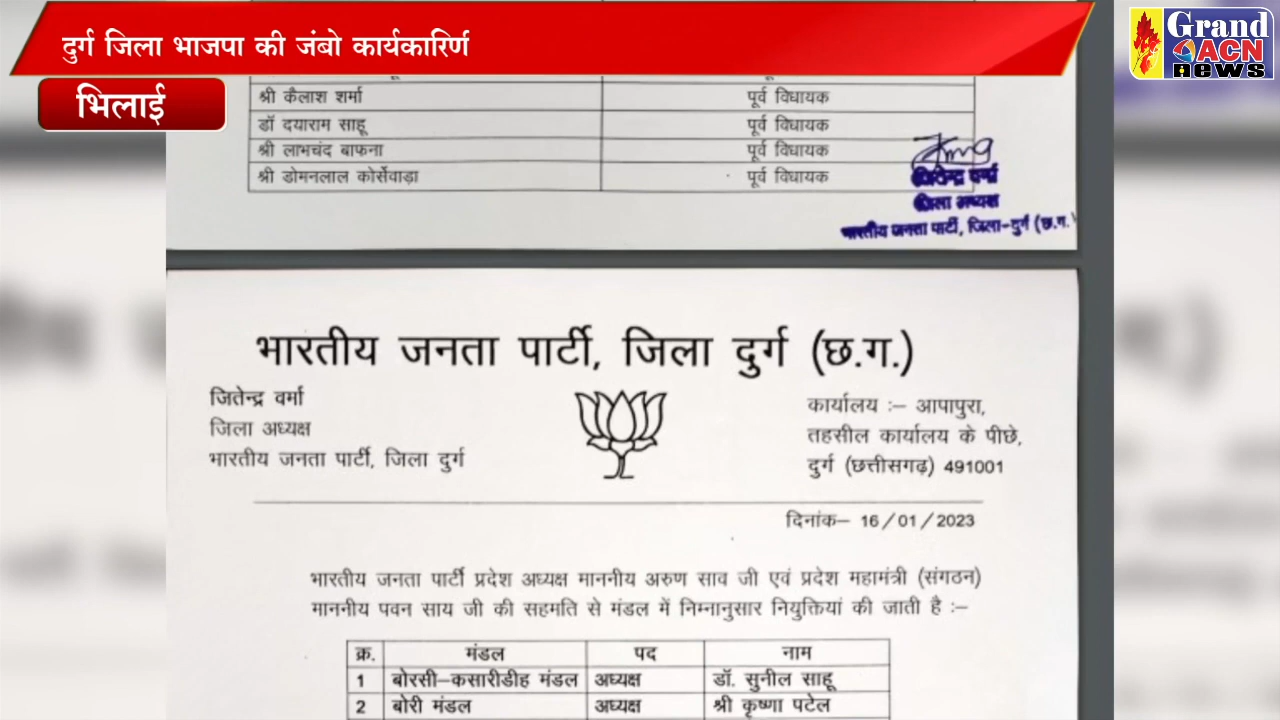 दुर्ग जिला भाजपा की जंबो कार्यकारिर्ण
Grand
ACN
news
भिलाई
श्री कैलाश शर्मा पूर्व विधायक
डॉ दयाराम साहू पूर्व विधायक
श्री लाभचंद बाफना पूर्व विधायक
श्री डोमनलाल कोर्सेवाड़ा पूर्व विधायक
जितेन्द्र वर्मा
जिला अध्यक्ष
भारतीय जनता पार्टी, जिला-दुर्ग (छ.ग.)
भारतीय जनता पार्टी, जिला दुर्ग (छ.ग.)
जितेन्द्र वर्मा
जिला अध्यक्ष
भारतीय जनता पार्टी, जिला दुर्ग
कार्यालय :– आपापुरा,
तहसील कार्यालय के पीछे,
दुर्ग (छत्तीसगढ़) 491001
दिनांक– 16/01/2023
भारतीय जनता पार्टी प्रदेश अध्यक्ष माननीय अरुण साव जी एवं प्रदेश महामंत्री (संगठन)
माननीय पवन साय जी की सहमति से मंडल में निम्नानुसार नियुक्तियां की जाती है :–
क्र. मंडल पद नाम
1 बोरसी–कसारीडीह मंडल अध्यक्ष डॉ. सुनील साहू
2 बोरी मंडल अध्यक्ष श्री कृष्णा पटेल